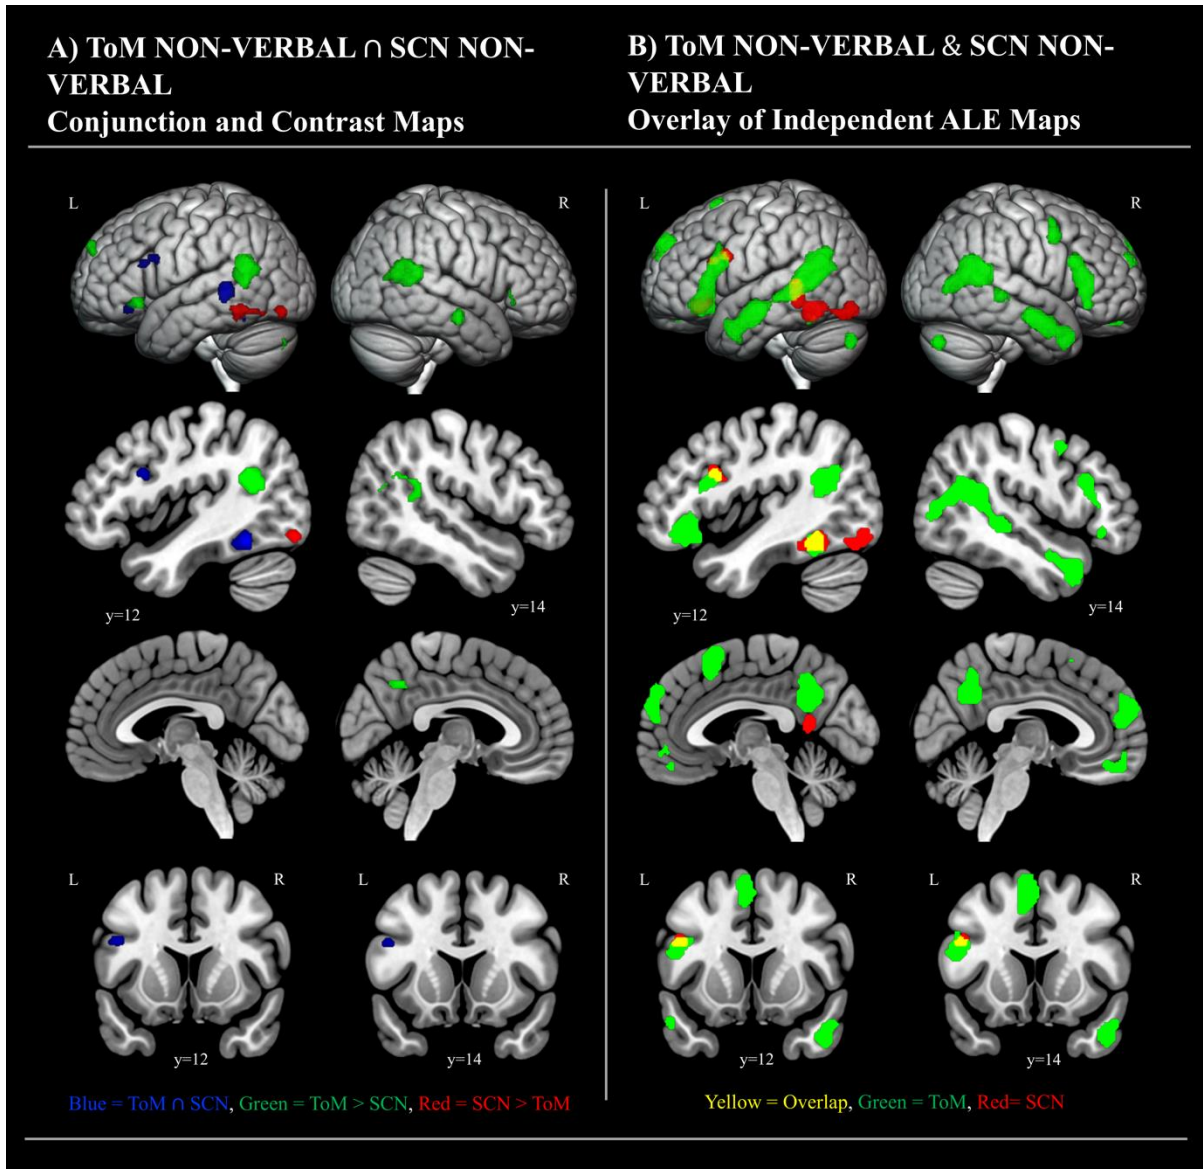 A) ToM NON-VERBAL ∩ SCN NON-
VERBAL
Conjunction and Contrast Maps
B) ToM NON-VERBAL & SCN NON-
VERBAL
Overlay of Independent ALE Maps
L
R
L
R
y=12
y=14
y=12
y=14
L
R
L
L
R
L
R
y=12
y=14
y=12
y=14
Blue = ToM ∩ SCN, Green = ToM > SCN, Red = SCN > ToM
Yellow = Overlap, Green = ToM, Red= SCN